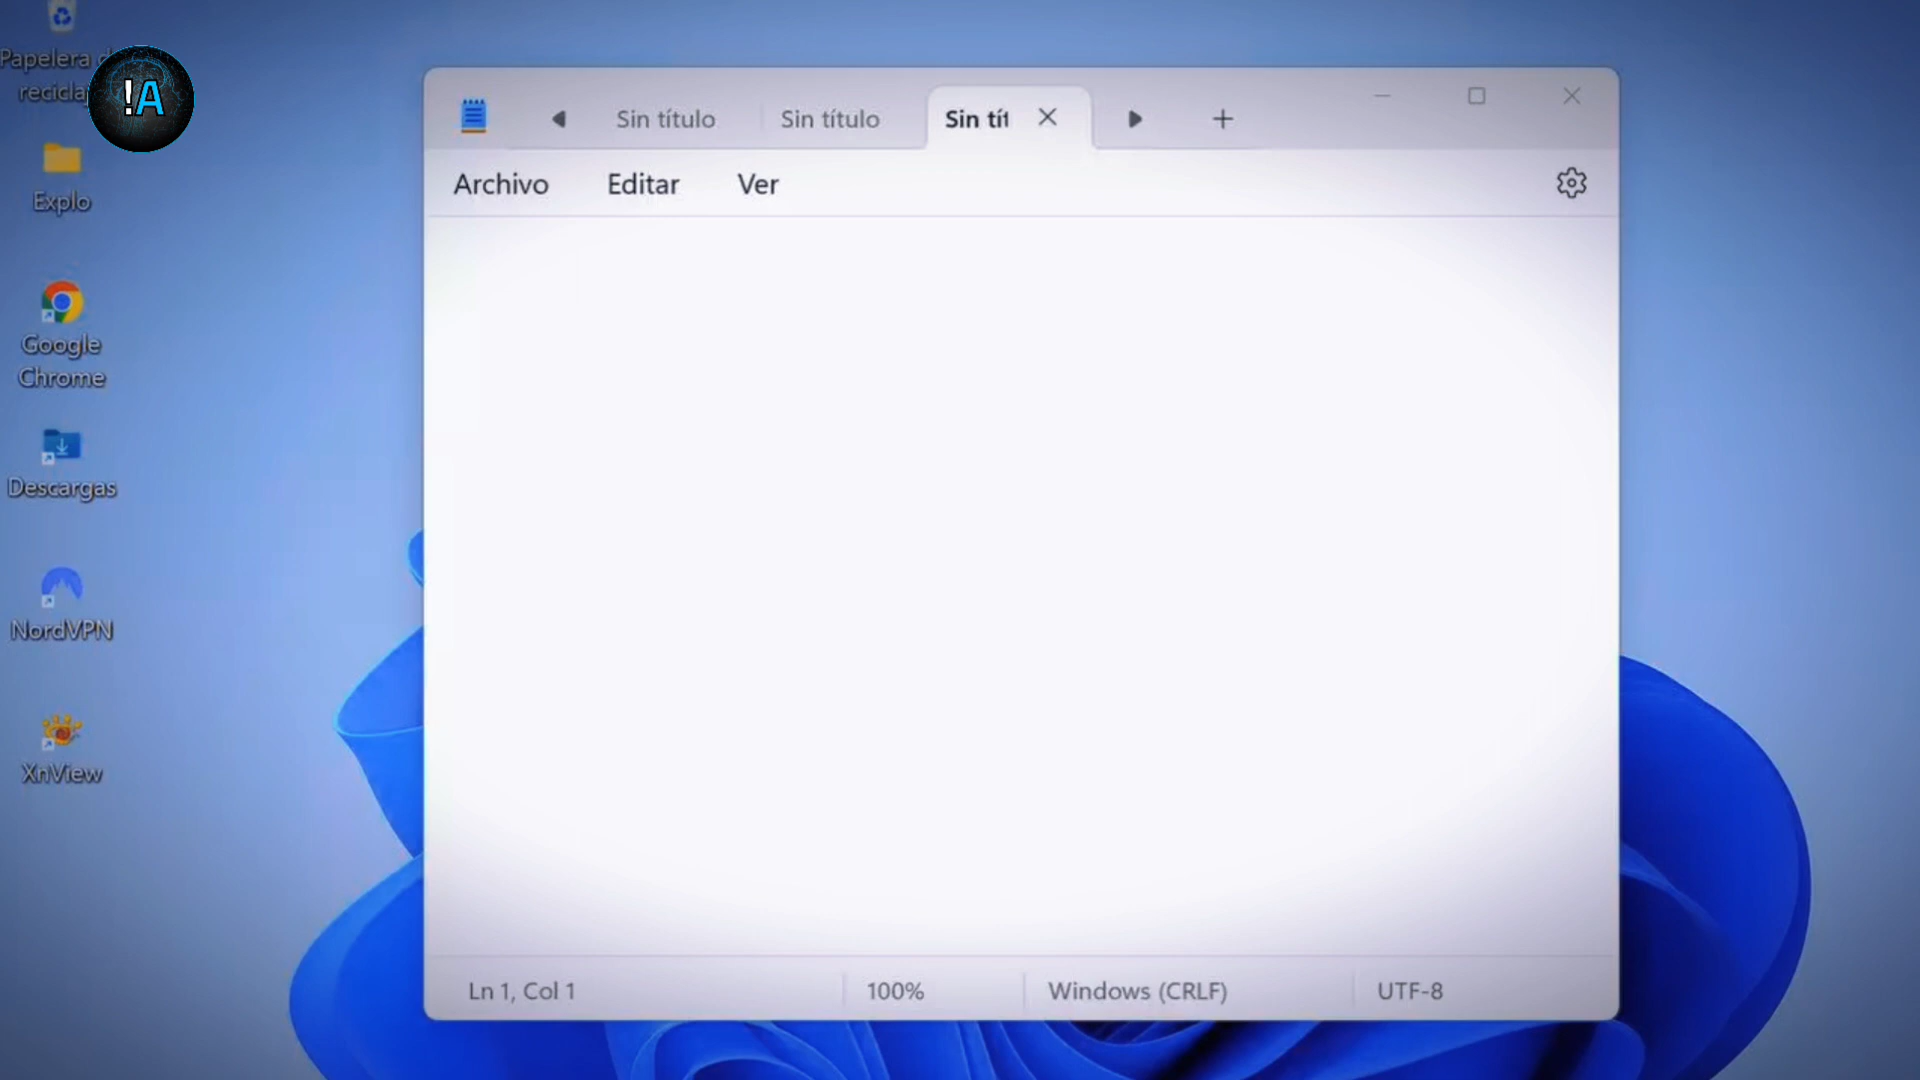 Papelera d
recicla
!A
Explo
Google
Chrome
Descargas
NordVPN
XnView
Sin título
Sin título
Sin tít
Archivo
Editar
Ver
Ln 1, Col 1
100%
Windows (CRLF)
UTF-8